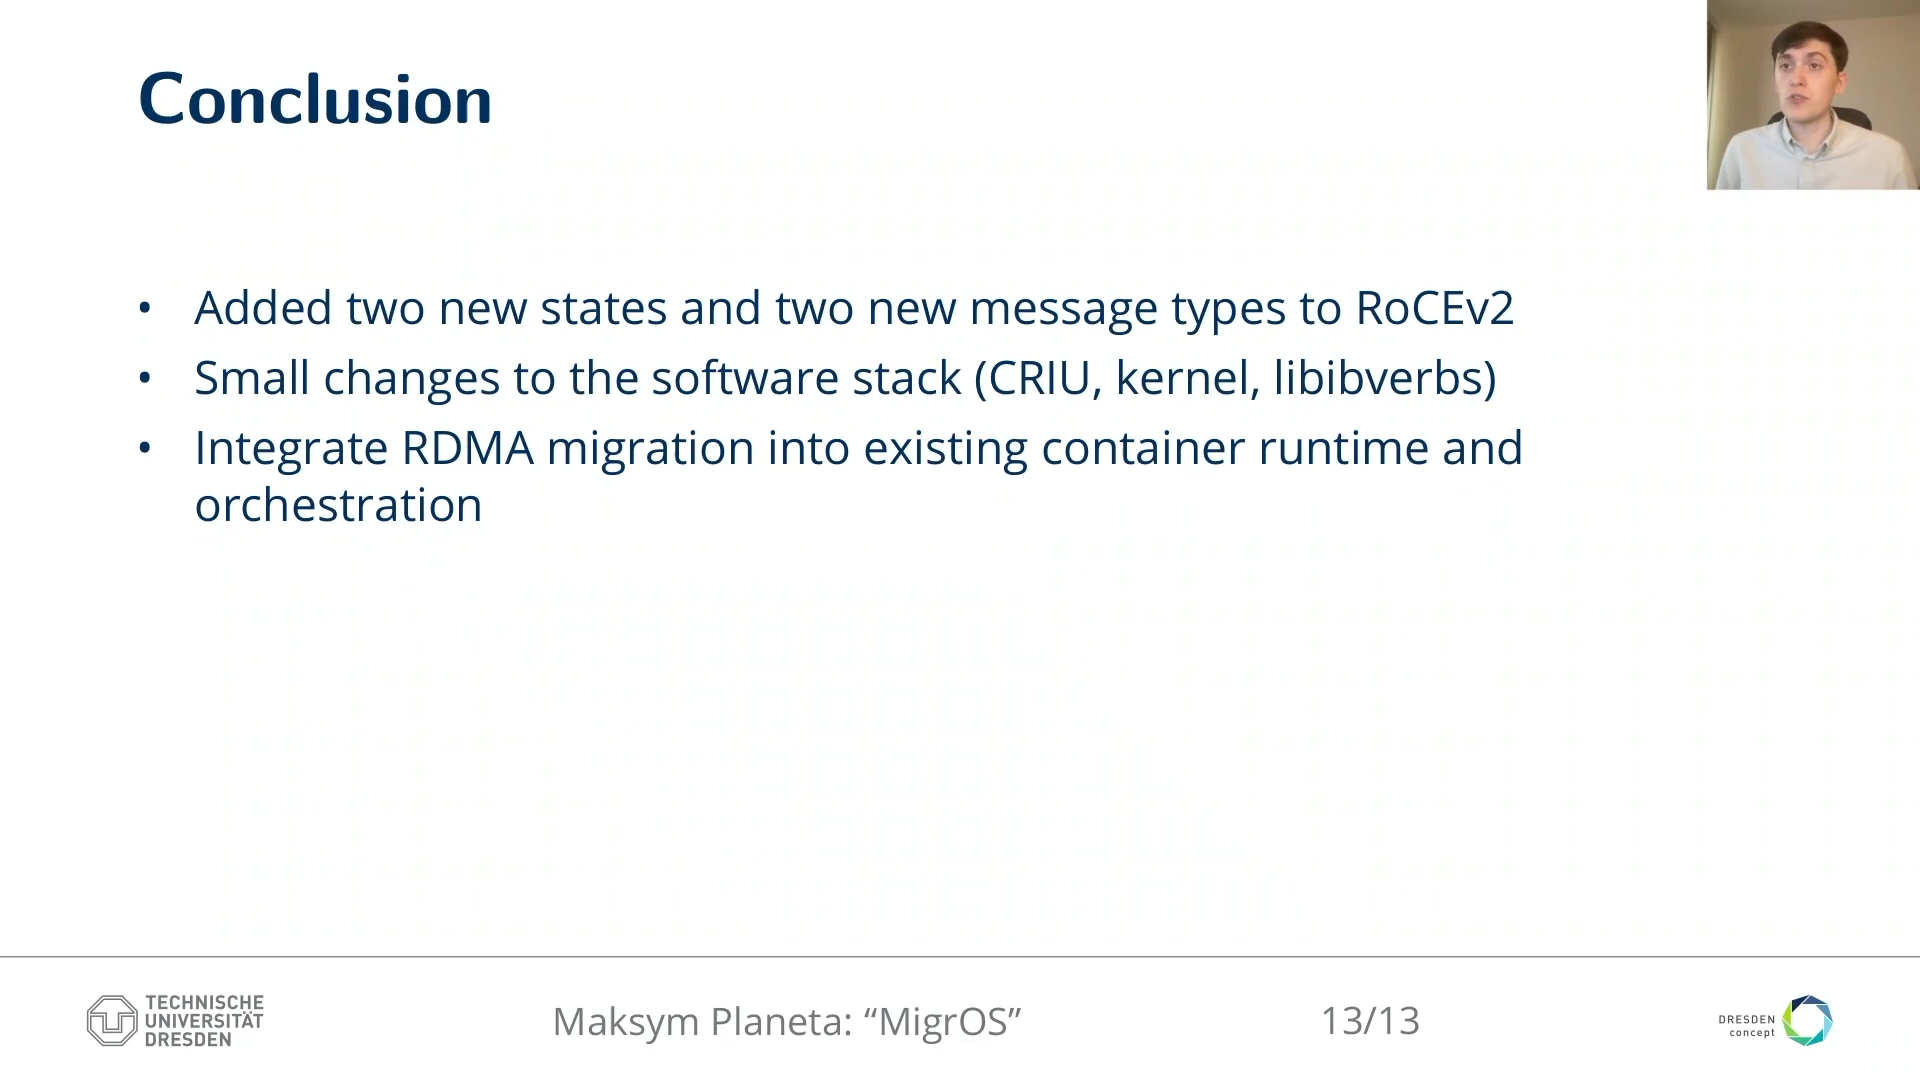 Conclusion
• Added two new states and two new message types to RoCEv2
• Small changes to the software stack (CRIU, kernel, libibverbs)
• Integrate RDMA migration into existing container runtime and
orchestration
TECHNISCHE
UNIVERSITÄT
DRESDEN
Maksym Planeta: “MigrOS”
13/13
DRESDEN
concept